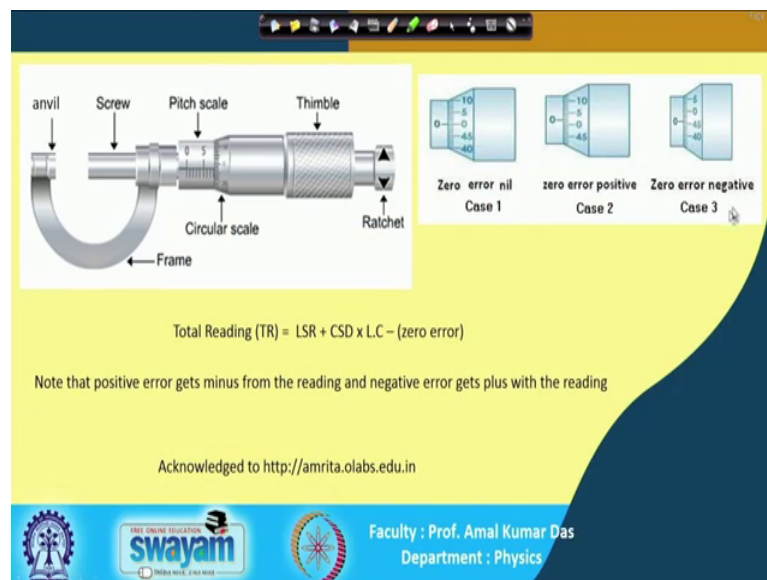 anvil
Screw
Pitch scale
Thimble
0 5
Circular scale
Ratchet
Frame
10
5
0 0
45
40
Zero error nil
Case 1
10
5
0 0
45
zero error positive
Case 2
5
0 0
45
40
Zero error negative
Case 3
Total Reading (TR) = LSR + CSD x L.C – (zero error)
Note that positive error gets minus from the reading and negative error gets plus with the reading
Acknowledged to http://amrita.olabs.edu.in
FREE ONLINE EDUCATION
swayam
Faculty : Prof. Amal Kumar Das
Department : Physics